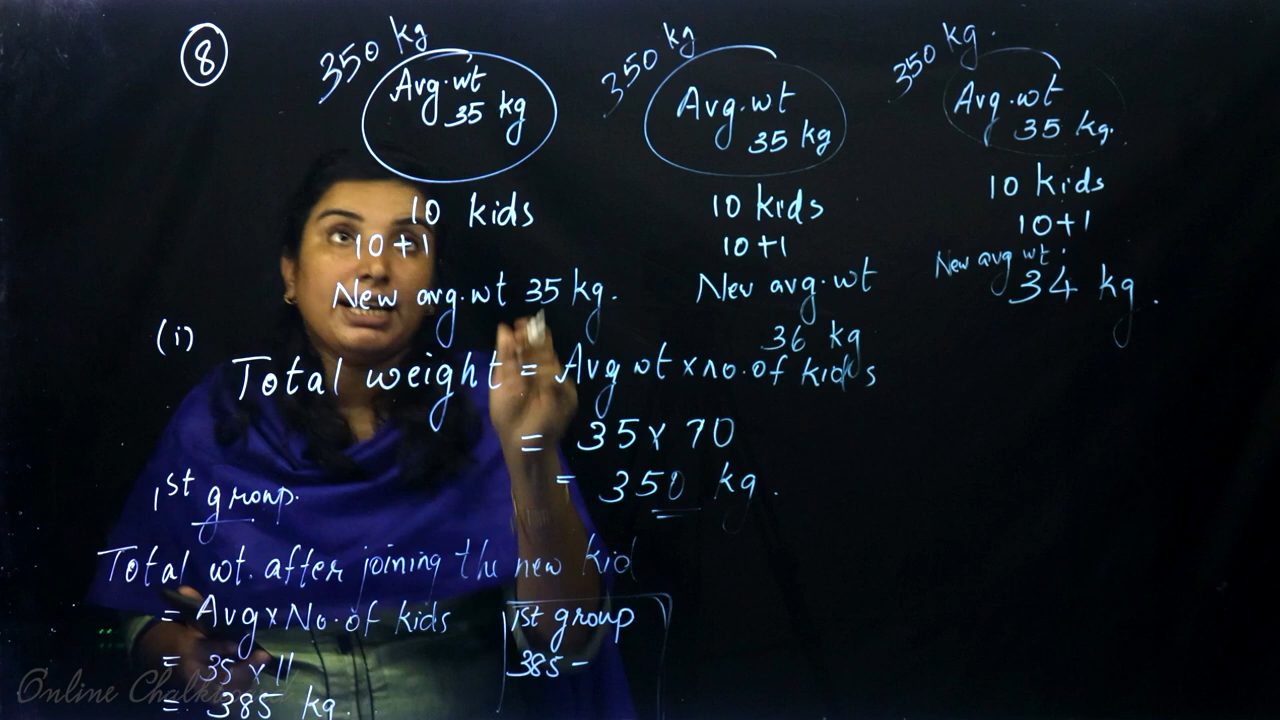 8
350 kg
Avg.wt
35 kg
10 kids
10+1
New avg.wt 35 kg.
350 kg
Avg.wt
35 kg
10 kids
10+1
New avg.wt
36 kg
350 kg.
Avg.wt
35 kg.
10 kids
10+1
New avg wt.
34 kg.
(i)
Total weight = Avg wt x no.of kids
= 35 x 70
= 350 kg.
1st group.
Total wt. after joining the new kid
= Avg x No.of kids
= 35 x 11
= 385 kg.
1st group
385 -
Online